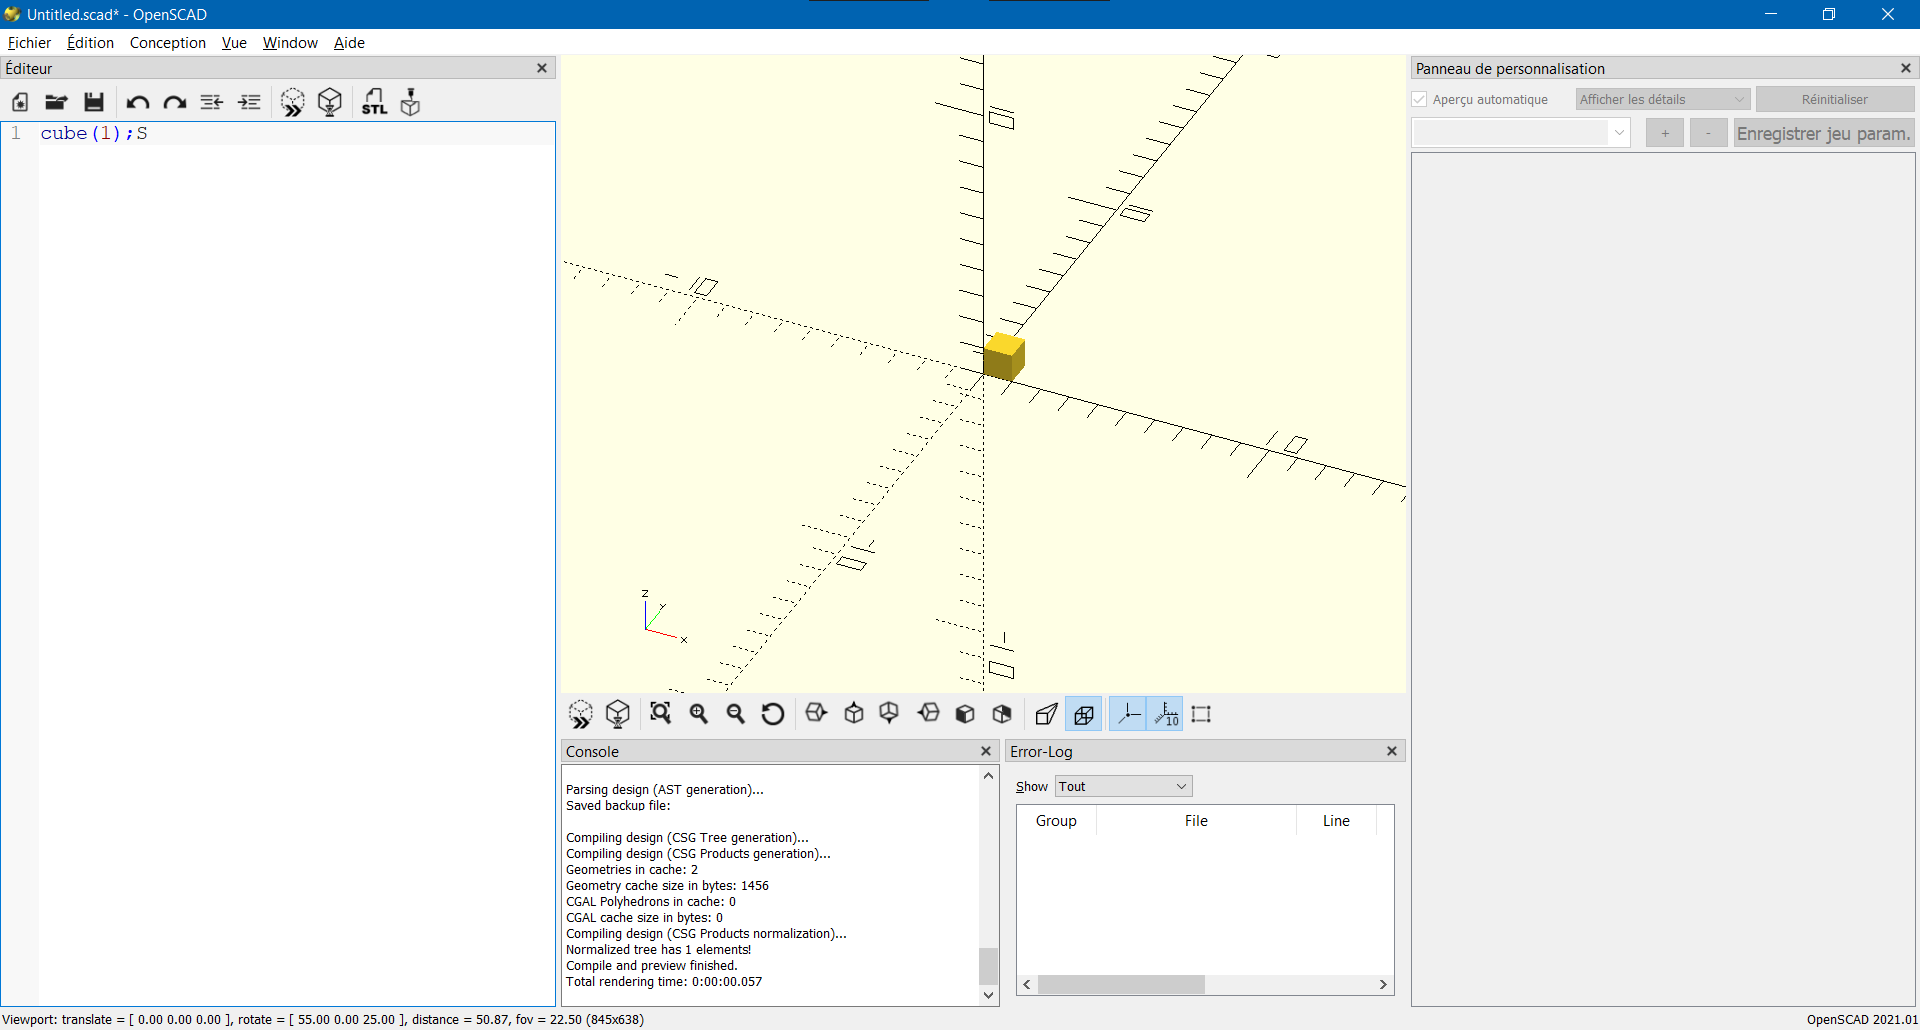 Untitled.scad* - OpenSCAD
Fichier Édition Conception Vue Window Aide
Éditeur
STL
1 cube(1);S
Z
Y
X
10
Console
Parsing design (AST generation)...
Saved backup file:
Compiling design (CSG Tree generation)...
Compiling design (CSG Products generation)...
Geometries in cache: 2
Geometry cache size in bytes: 1456
CGAL Polyhedrons in cache: 0
CGAL cache size in bytes: 0
Compiling design (CSG Products normalization)...
Normalized tree has 1 elements!
Compile and preview finished.
Total rendering time: 0:00:00.057
Error-Log
Show Tout
Group File Line
Panneau de personnalisation
Aperçu automatique Afficher les détails Réinitialiser
+ - Enregistrer jeu param.
Viewport: translate = [ 0.00 0.00 0.00 ], rotate = [ 55.00 0.00 25.00 ], distance = 50.87, fov = 22.50 (845x638)
OpenSCAD 2021.01